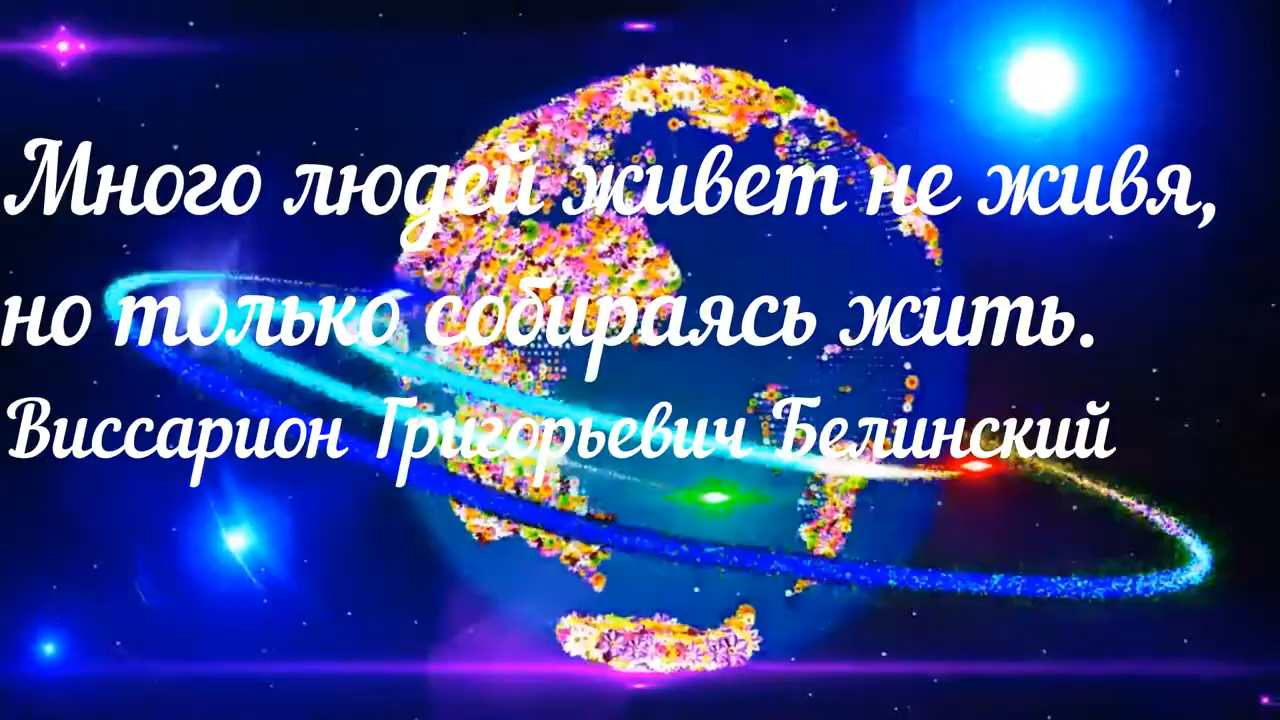 Много людей живет не живя,
но только собираясь жить.
Виссарион Григорьевич Белинский